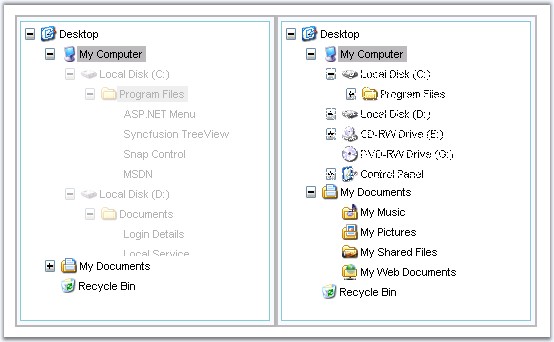 Desktop
My Computer
Local Disk (C:)
Program Files
ASP.NET Menu
Syncfusion TreeView
Snap Control
MSDN
Local Disk (D:)
Documents
Login Details
Local Service
My Documents
Recycle Bin
Desktop
My Computer
Local Disk (C:)
Program Files
Local Disk (D:)
CD-RW Drive (E:)
DVD-RW Drive (G:)
Control Panel
My Documents
My Music
My Pictures
My Shared Files
My Web Documents
Recycle Bin